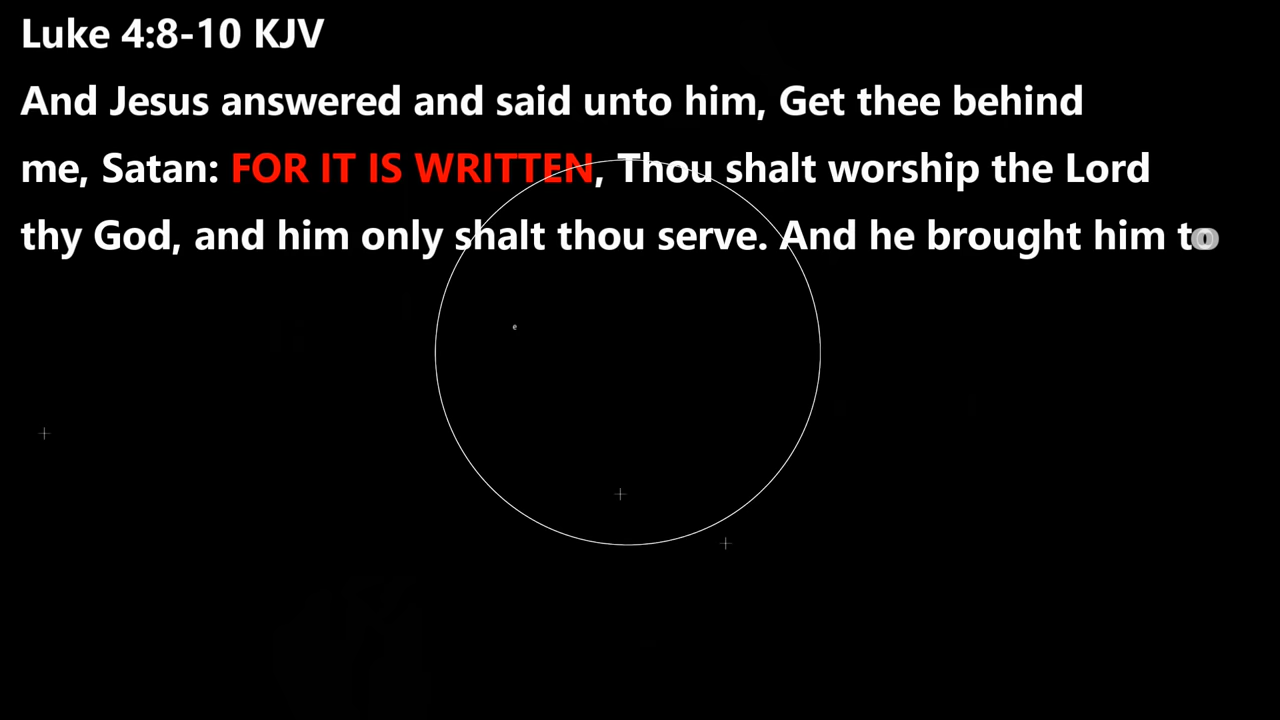 Luke 4:8-10 KJV
And Jesus answered and said unto him, Get thee behind
me, Satan: FOR IT IS WRITTEN, Thou shalt worship the Lord
thy God, and him only shalt thou serve. And he brought him to